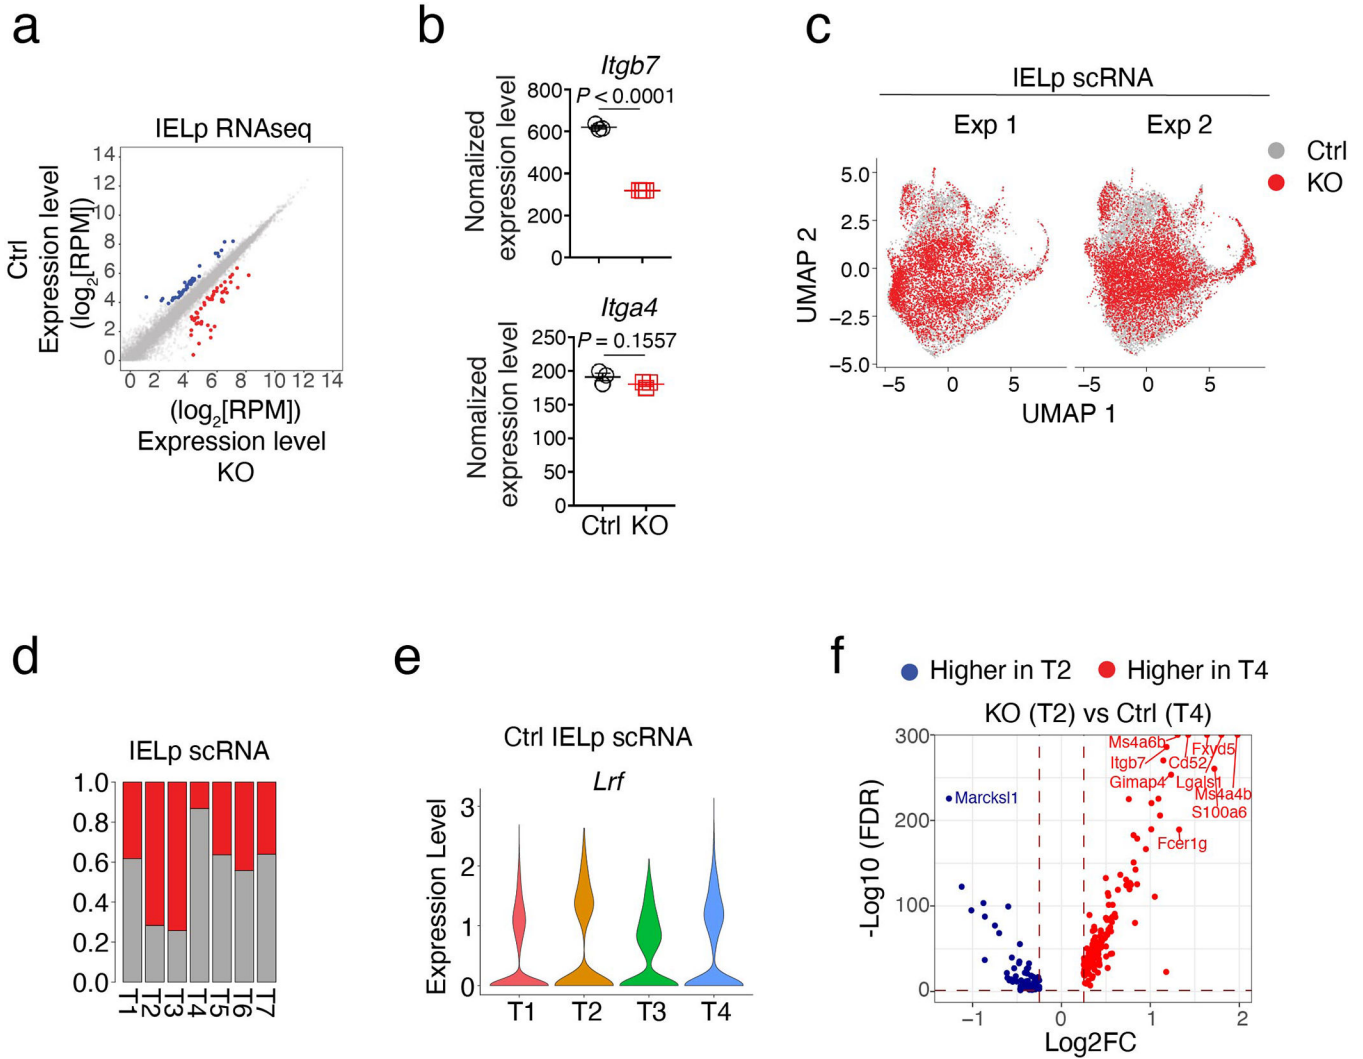 a
IELp RNAseq
Ctrl
Expression level
(log2[RPM])
14
12
10
8
6
4
2
0
0 2 4 6 8 10 12 14
(log2[RPM])
Expression level
KO
b
Itgb7
P < 0.0001
Nomalized
expression level
800
600
400
200
0
Itga4
P = 0.1557
Nomalized
expression level
250
200
150
100
50
0
Ctrl KO
c
IELp scRNA
Exp 1 Exp 2
Ctrl
KO
UMAP 2
5.0
2.5
0.0
−2.5
−5.0
−5 0 5 −5 0 5
UMAP 1
d
IELp scRNA
1.0
0.8
0.6
0.4
0.2
0.0
T1 T2 T3 T4 T5 T6 T7
e
Ctrl IELp scRNA
Lrf
Expression Level
3
2
1
0
T1 T2 T3 T4
f
Higher in T2 Higher in T4
KO (T2) vs Ctrl (T4)
-Log10 (FDR)
300
200
100
0
Ms4a6b
Fxyd5
Itgb7
Cd52
Gimap4
Lgals1
Ms4a4b
Marcksl1
S100a6
Fcer1g
−1 0 1 2
Log2FC